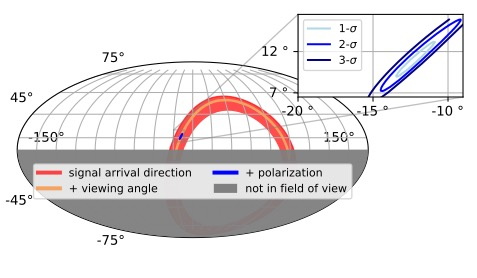 1-σ
2-σ
3-σ
12 °
7 °
-20 °
-15 °
-10 °
75°
45°
-150°
150°
signal arrival direction
+ viewing angle
+ polarization
not in field of view
-45°
-75°